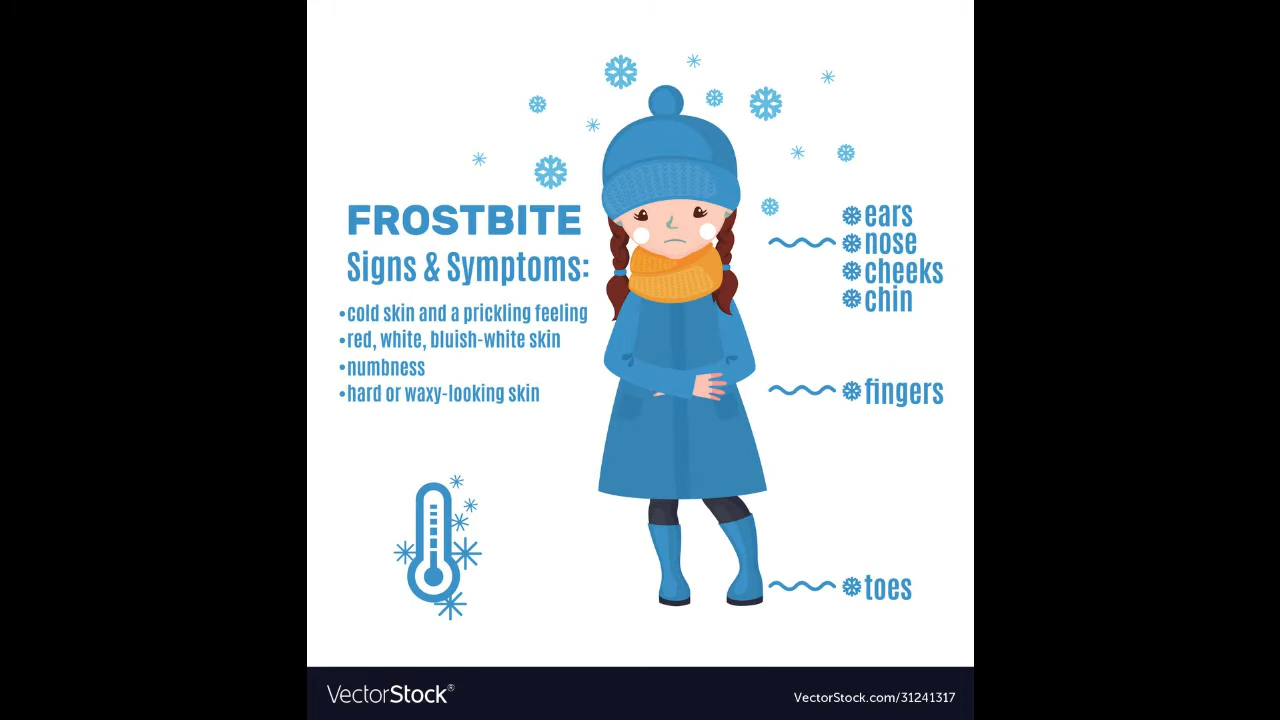 FROSTBITE
Signs & Symptoms:
•cold skin and a prickling feeling
•red, white, bluish-white skin
•numbness
•hard or waxy-looking skin
ears
nose
cheeks
chin
fingers
toes
VectorStock®
VectorStock.com/31241317